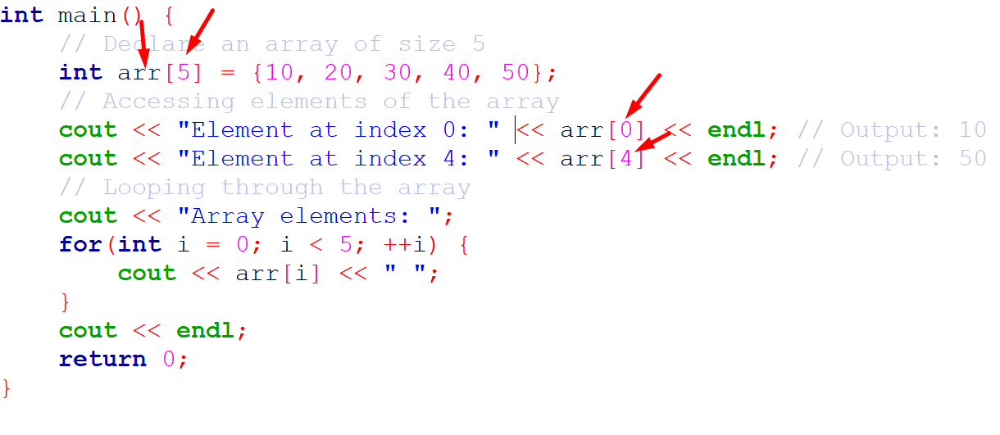 int main() {
// Declare an array of size 5
int arr[5] = {10, 20, 30, 40, 50};
// Accessing elements of the array
cout << "Element at index 0: " << arr[0] << endl; // Output: 10
cout << "Element at index 4: " << arr[4] << endl; // Output: 50
// Looping through the array
cout << "Array elements: ";
for(int i = 0; i < 5; ++i) {
cout << arr[i] << " ";
}
cout << endl;
return 0;
}